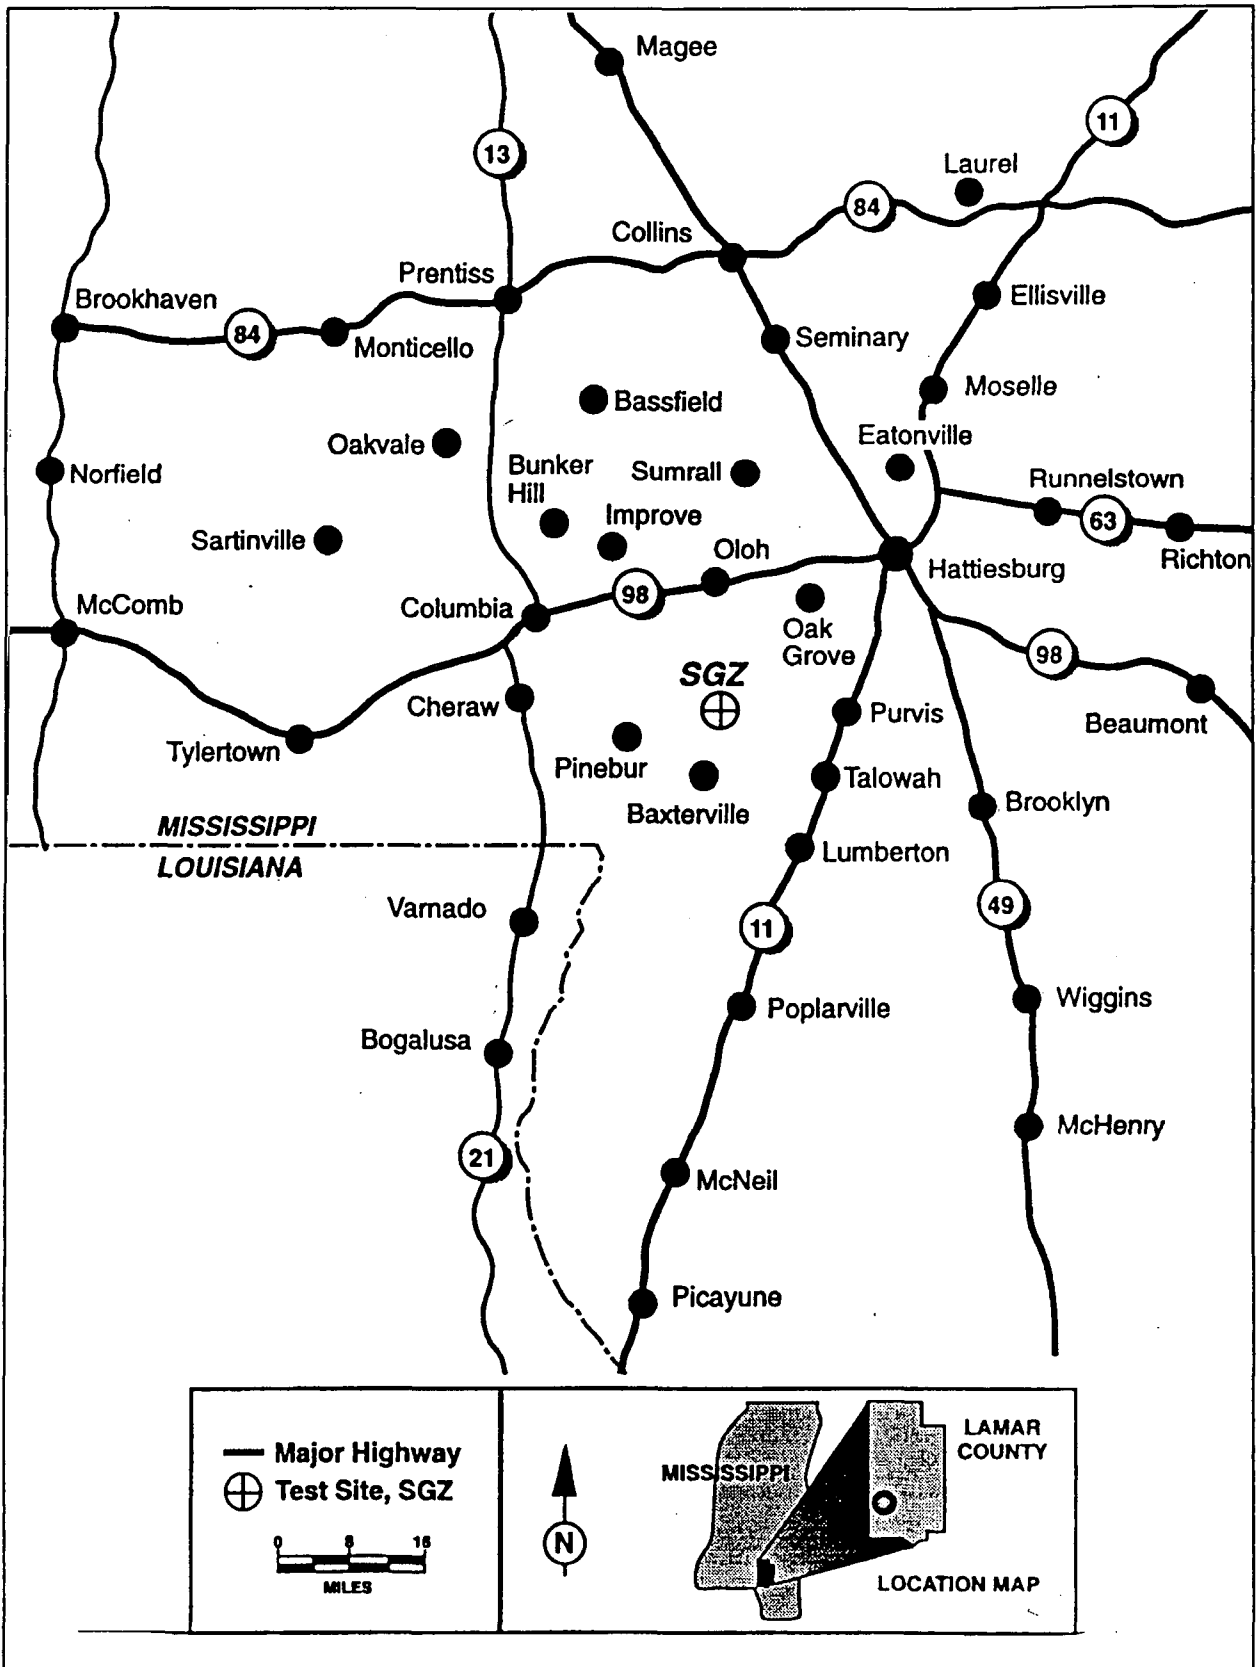 Magee
11
13
Laurel
84
Collins
Prentiss
Brookhaven
Ellisville
84
Monticello
Seminary
Moselle
Bassfield
Oakvale
Eatonville
Norfield
Bunker
Hill
Sumrall
Runnelstown
Improve
63
Sartinville
Oloh
Richton
Hattiesburg
McComb
Columbia
98
Oak
Grove
98
SGZ
Cheraw
Purvis
Beaumont
Tylertown
Pinebur
Talowah
Baxterville
Brooklyn
MISSISSIPPI
LOUISIANA
Lumberton
Varnado
49
11
Wiggins
Poplarville
Bogalusa
McHenry
21
McNeil
Picayune
Major Highway
Test Site, SGZ
0 8 16
MILES
N
MISSISSIPPI
LAMAR
COUNTY
LOCATION MAP